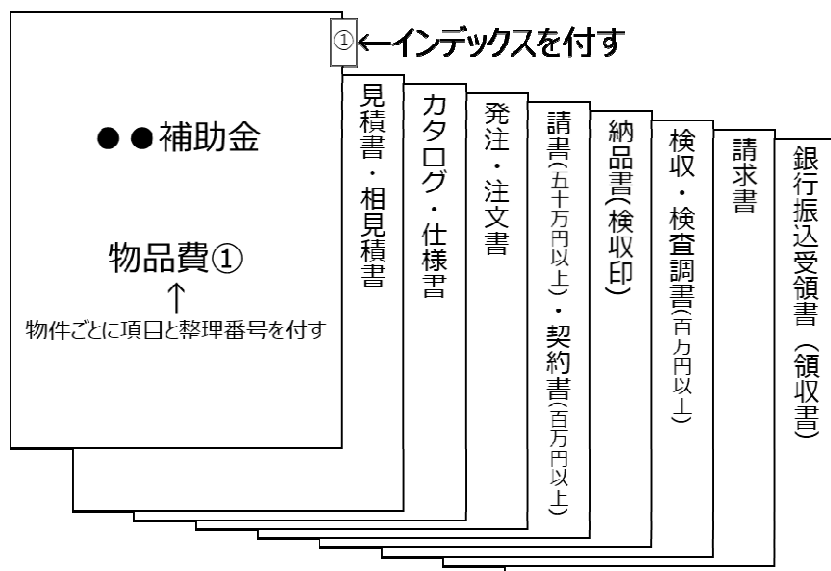 ①
←インデックスを付す
●●補助金
物品費①
↑
物件ごとに項目と整理番号を付す
見積書・相見積書
カタログ・仕様書
発注・注文書
請書(五十万円以上)・契約書(百万円以上)
納品書(検収印)
検収・検査調書(百万円以上)
請求書
銀行振込受領書(領収書)